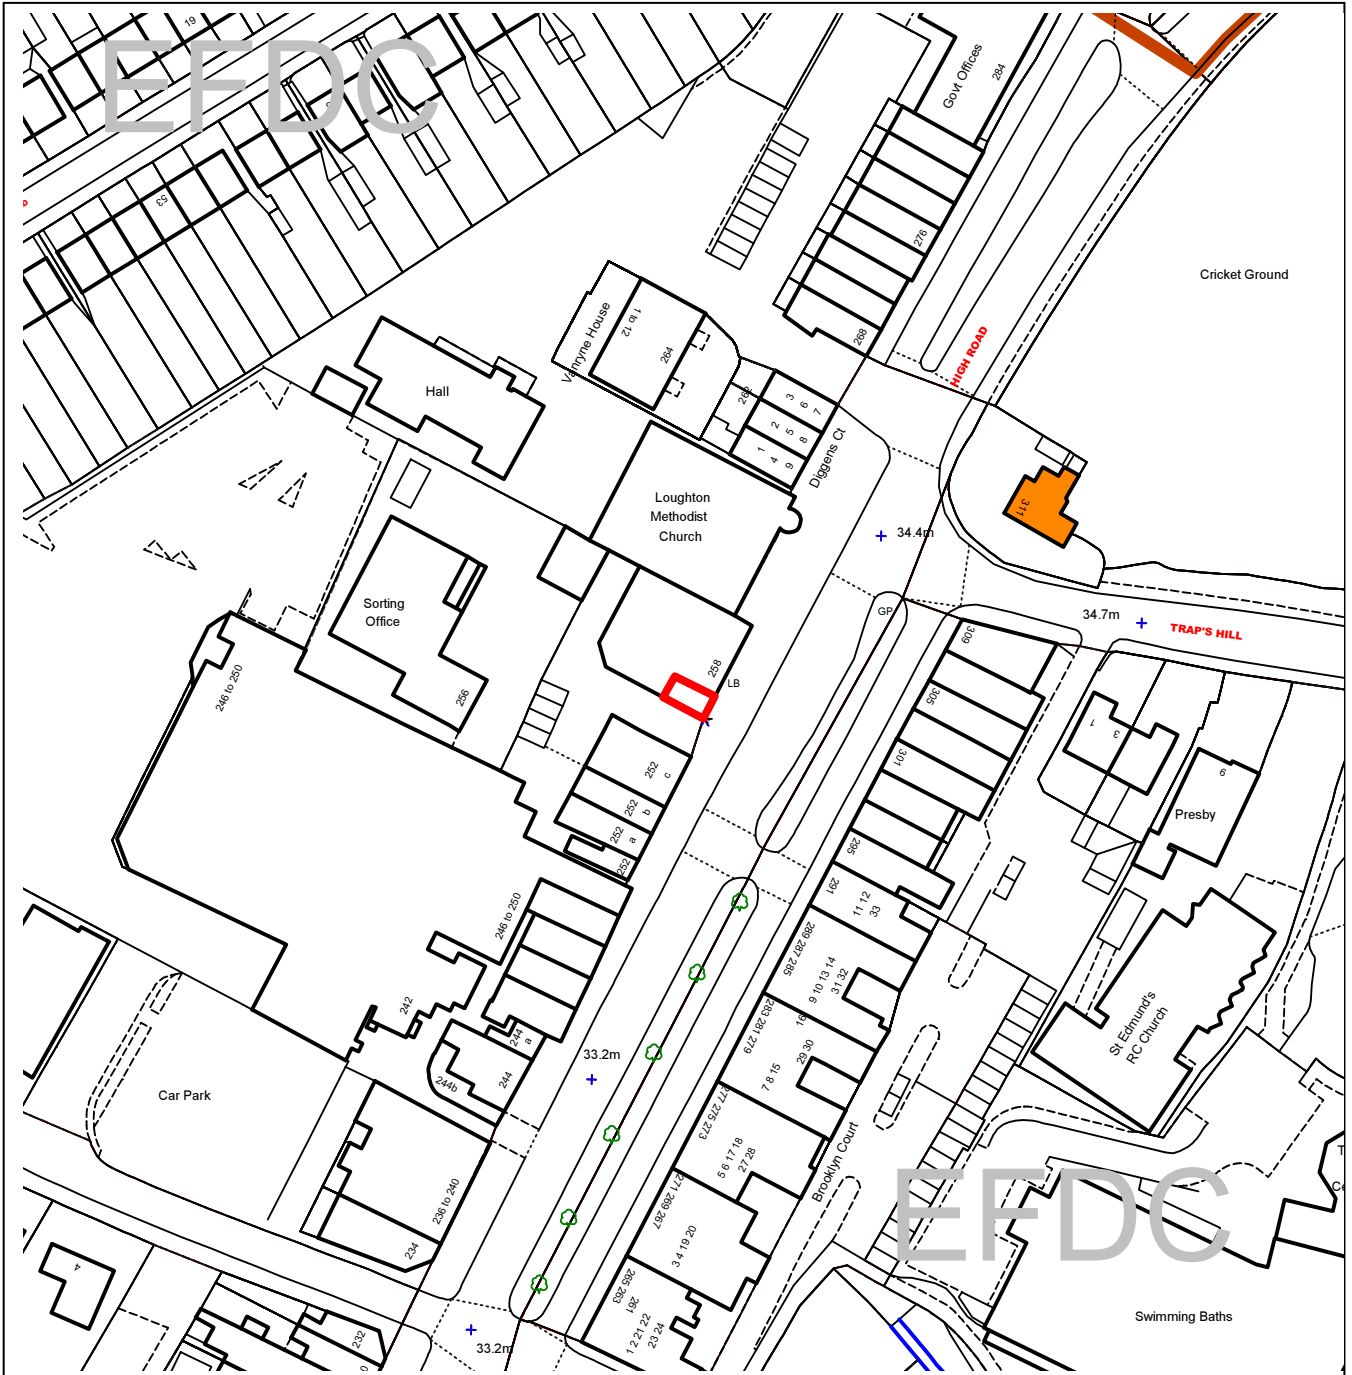 EFDC
19
53
Govt Offices
284
276
268
Cricket Ground
HIGH ROAD
Vanryne House
1 to 12
264
262
Hall
3
6
7
2
5
8
1
4
9
Diggens Ct
Loughton
Methodist
Church
311
34.4m
34.7m
TRAP'S HILL
GP
Sorting
Office
256
258
LB
246 to 250
252
c
252
b
252
a
252
309
305
301
295
291
1
3
9
Presby
11 12
33
289 287 285
9 10 13 14
31 32
283 281 279
16
29 30
7 8 15
277 275 273
5 6 17 18
27 28
271 269 267
3 4 19 20
265 263
261
1 2 21 22
23 24
Brooklyn Court
St Edmund's
RC Church
246 to 250
242
244
a
244
244b
33.2m
Car Park
236 to 240
234
232
4
33.2m
EFDC
Swimming Baths